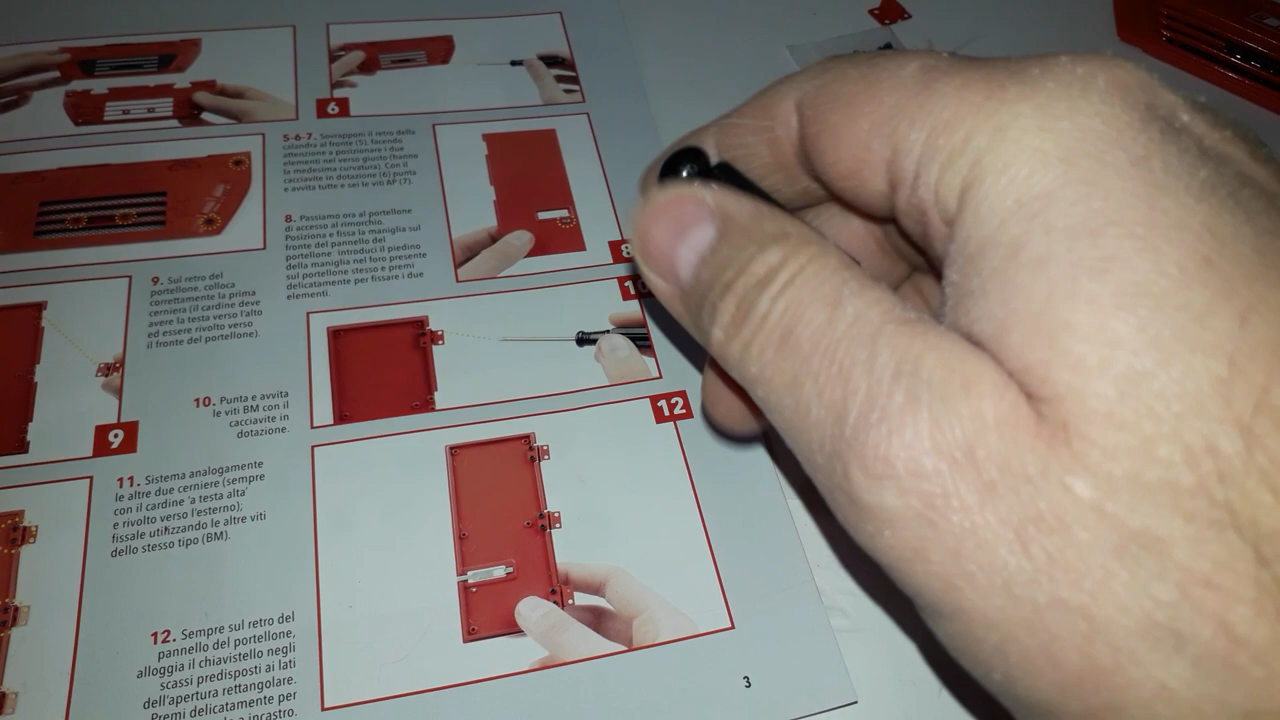 6
5-6-7. Sovrapponi il retro della
calandra al fronte (5), facendo
attenzione a posizionare i due
elementi nel verso giusto (hanno
la medesima curvatura). Con il
cacciavite in dotazione (6) punta
e avvita tutte e sei le viti AP (7).
8. Passiamo ora al portellone
di accesso al rimorchio.
Posiziona e fissa la maniglia sul
fronte del pannello del
portellone: introduci il piedino
della maniglia nel foro presente
sul portellone stesso e premi
delicatamente per fissare i due
elementi.
8
9. Sul retro del
portellone, colloca
correttamente la prima
cerniera (il cardine deve
avere la testa verso l'alto
ed essere rivolto verso
il fronte del portellone).
9
10
10. Punta e avvita
le viti BM con il
cacciavite in
dotazione.
11. Sistema analogamente
le altre due cerniere (sempre
con il cardine 'a testa alta'
e rivolto verso l'esterno);
fissale utilizzando le altre viti
dello stesso tipo (BM).
12
12. Sempre sul retro del
pannello del portellone,
alloggia il chiavistello negli
scassi predisposti ai lati
dell'apertura rettangolare.
Premi delicatamente per
a incastro.
3